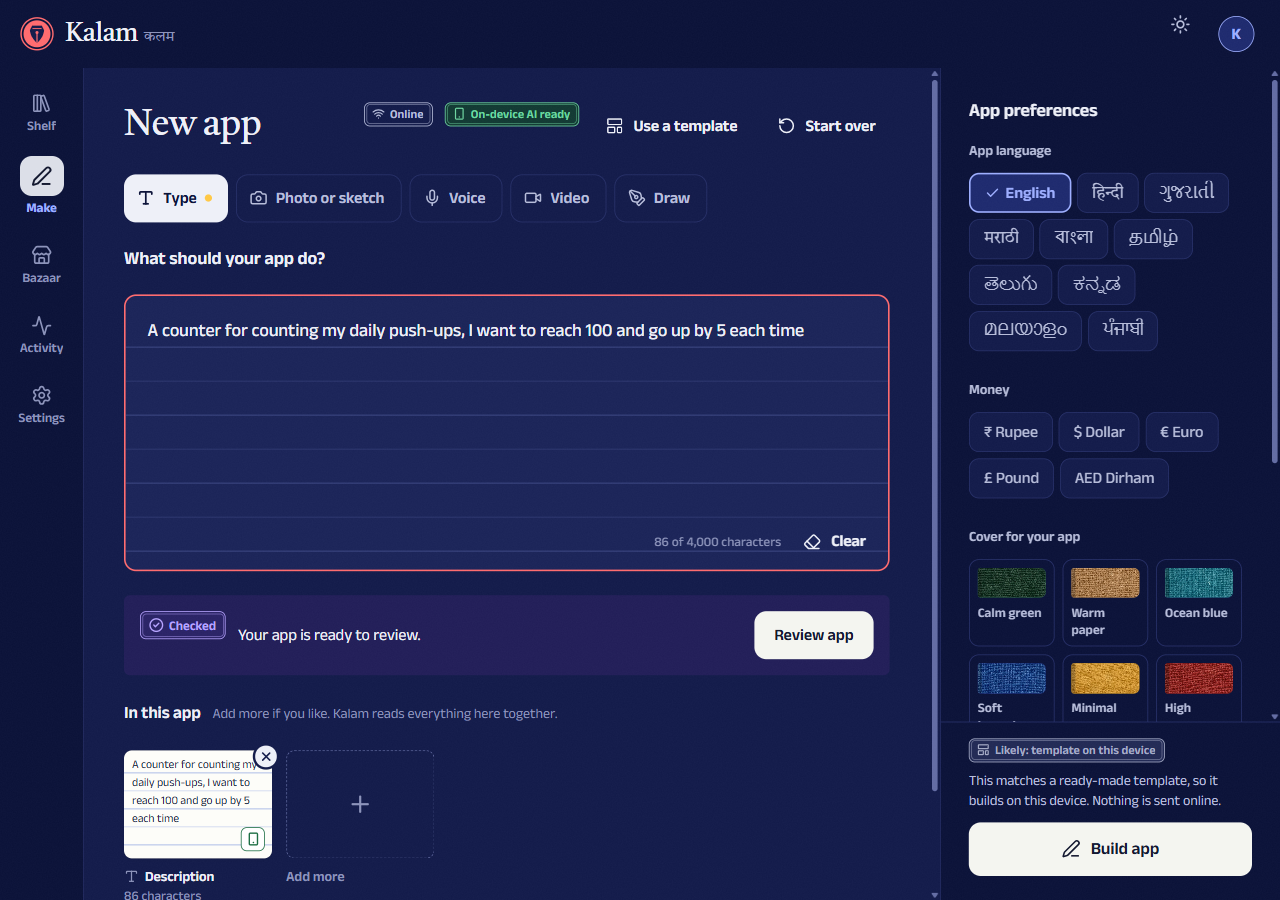 Kalam कलम
K
Shelf
Make
Bazaar
Activity
Settings
New app
Online
On-device AI ready
Use a template
Start over
Type
Photo or sketch
Voice
Video
Draw
What should your app do?
A counter for counting my daily push-ups, I want to reach 100 and go up by 5 each time
86 of 4,000 characters
Clear
Checked
Your app is ready to review.
Review app
In this app
Add more if you like. Kalam reads everything here together.
A counter for counting my
daily push-ups, I want to
reach 100 and go up by 5
each time
Description
86 characters
Add more
App preferences
App language
English
हिन्दी
ગુજરાતી
मराठी
বাংলা
தமிழ்
తెలుగు
ಕನ್ನಡ
മലയാളം
ਪੰਜਾਬੀ
Money
₹ Rupee
$ Dollar
€ Euro
£ Pound
AED Dirham
Cover for your app
Calm green
Warm
paper
Ocean blue
Soft
Minimal
High
Likely: template on this device
This matches a ready-made template, so it
builds on this device. Nothing is sent online.
Build app